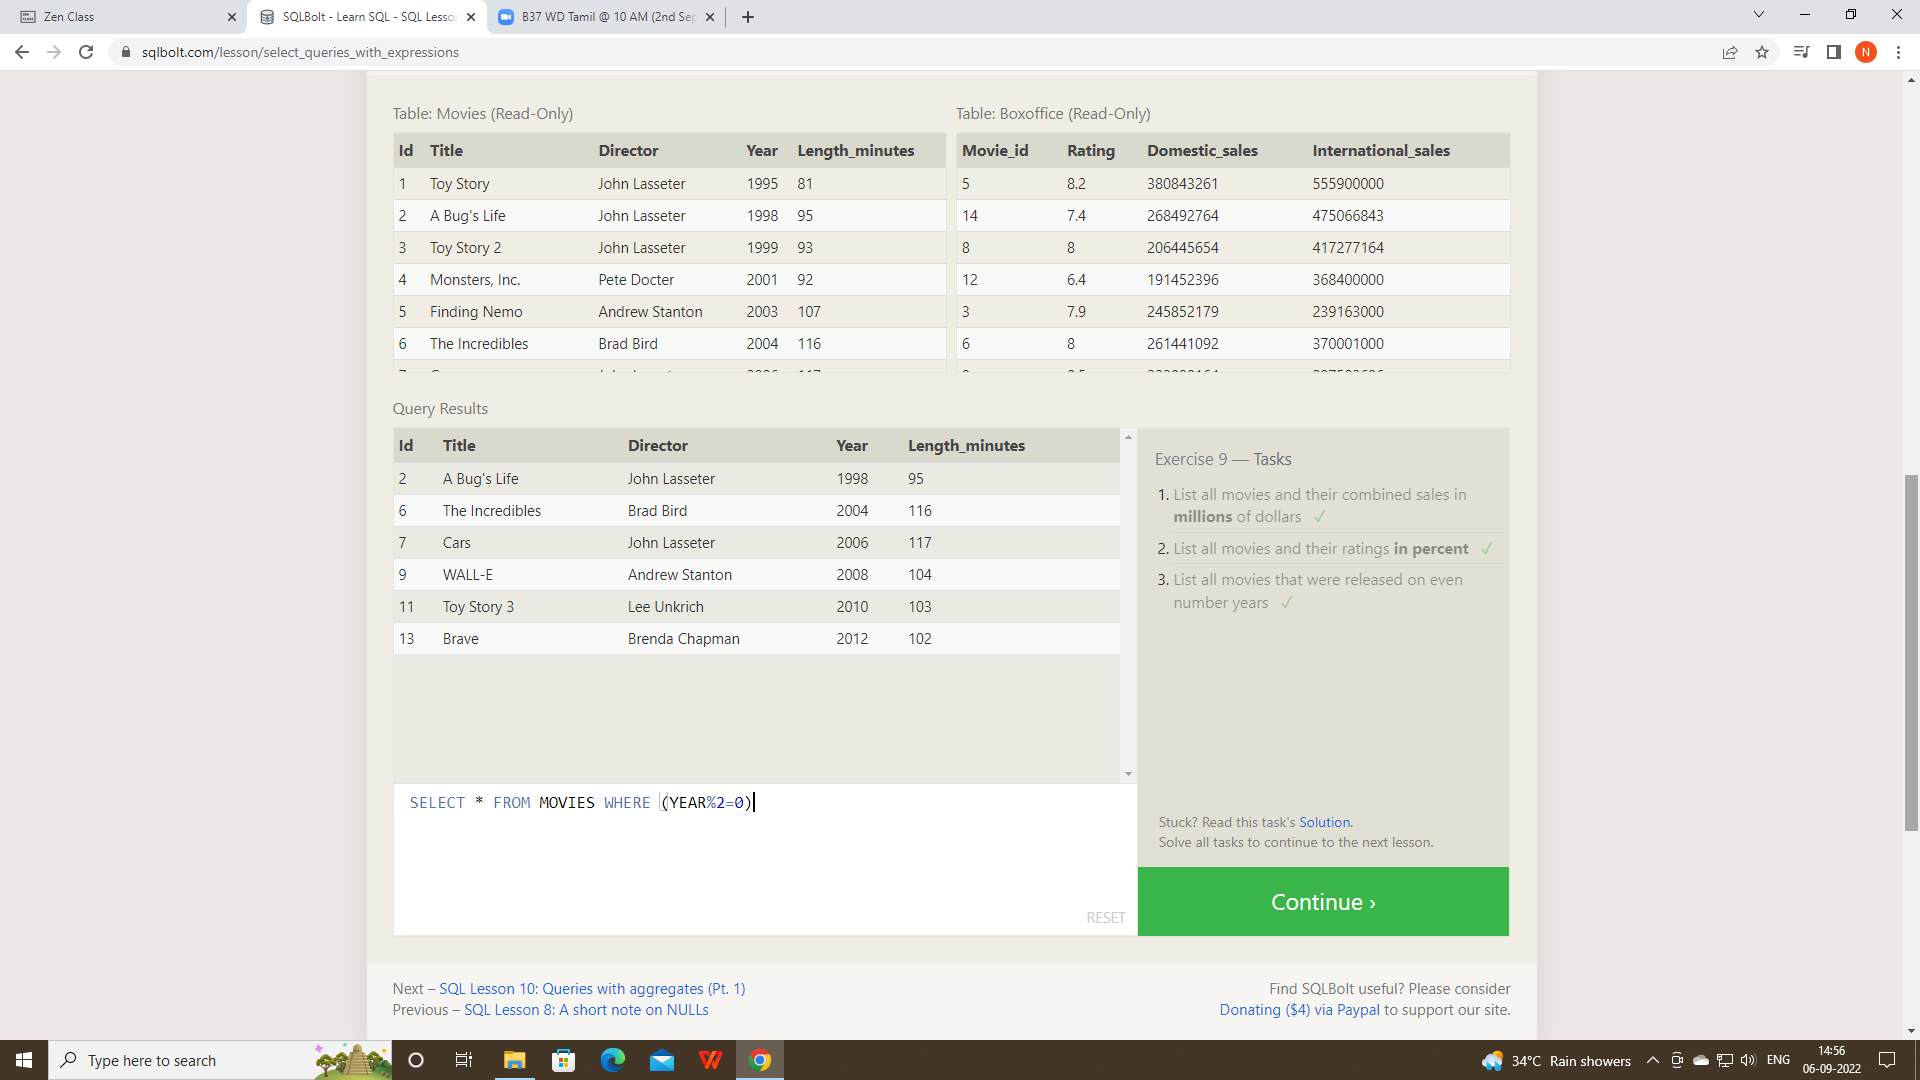 Zen Class
SQLBolt - Learn SQL - SQL Lesson
B37 WD Tamil @ 10 AM (2nd Sep
sqlbolt.com/lesson/select_queries_with_expressions
N
Table: Movies (Read-Only)
Id Title Director Year Length_minutes
1 Toy Story John Lasseter 1995 81
2 A Bug's Life John Lasseter 1998 95
3 Toy Story 2 John Lasseter 1999 93
4 Monsters, Inc. Pete Docter 2001 92
5 Finding Nemo Andrew Stanton 2003 107
6 The Incredibles Brad Bird 2004 116
Table: Boxoffice (Read-Only)
Movie_id Rating Domestic_sales International_sales
5 8.2 380843261 555900000
14 7.4 268492764 475066843
8 8 206445654 417277164
12 6.4 191452396 368400000
3 7.9 245852179 239163000
6 8 261441092 370001000
Query Results
Id Title Director Year Length_minutes
2 A Bug's Life John Lasseter 1998 95
6 The Incredibles Brad Bird 2004 116
7 Cars John Lasseter 2006 117
9 WALL-E Andrew Stanton 2008 104
11 Toy Story 3 Lee Unkrich 2010 103
13 Brave Brenda Chapman 2012 102
SELECT * FROM MOVIES WHERE (YEAR%2=0)
RESET
Exercise 9 — Tasks
1. List all movies and their combined sales in
millions of dollars ✓
2. List all movies and their ratings in percent ✓
3. List all movies that were released on even
number years ✓
Stuck? Read this task's Solution.
Solve all tasks to continue to the next lesson.
Continue ›
Next – SQL Lesson 10: Queries with aggregates (Pt. 1)
Previous – SQL Lesson 8: A short note on NULLs
Find SQLBolt useful? Please consider
Donating ($4) via Paypal to support our site.
Type here to search
34°C Rain showers
ENG
14:56
06-09-2022